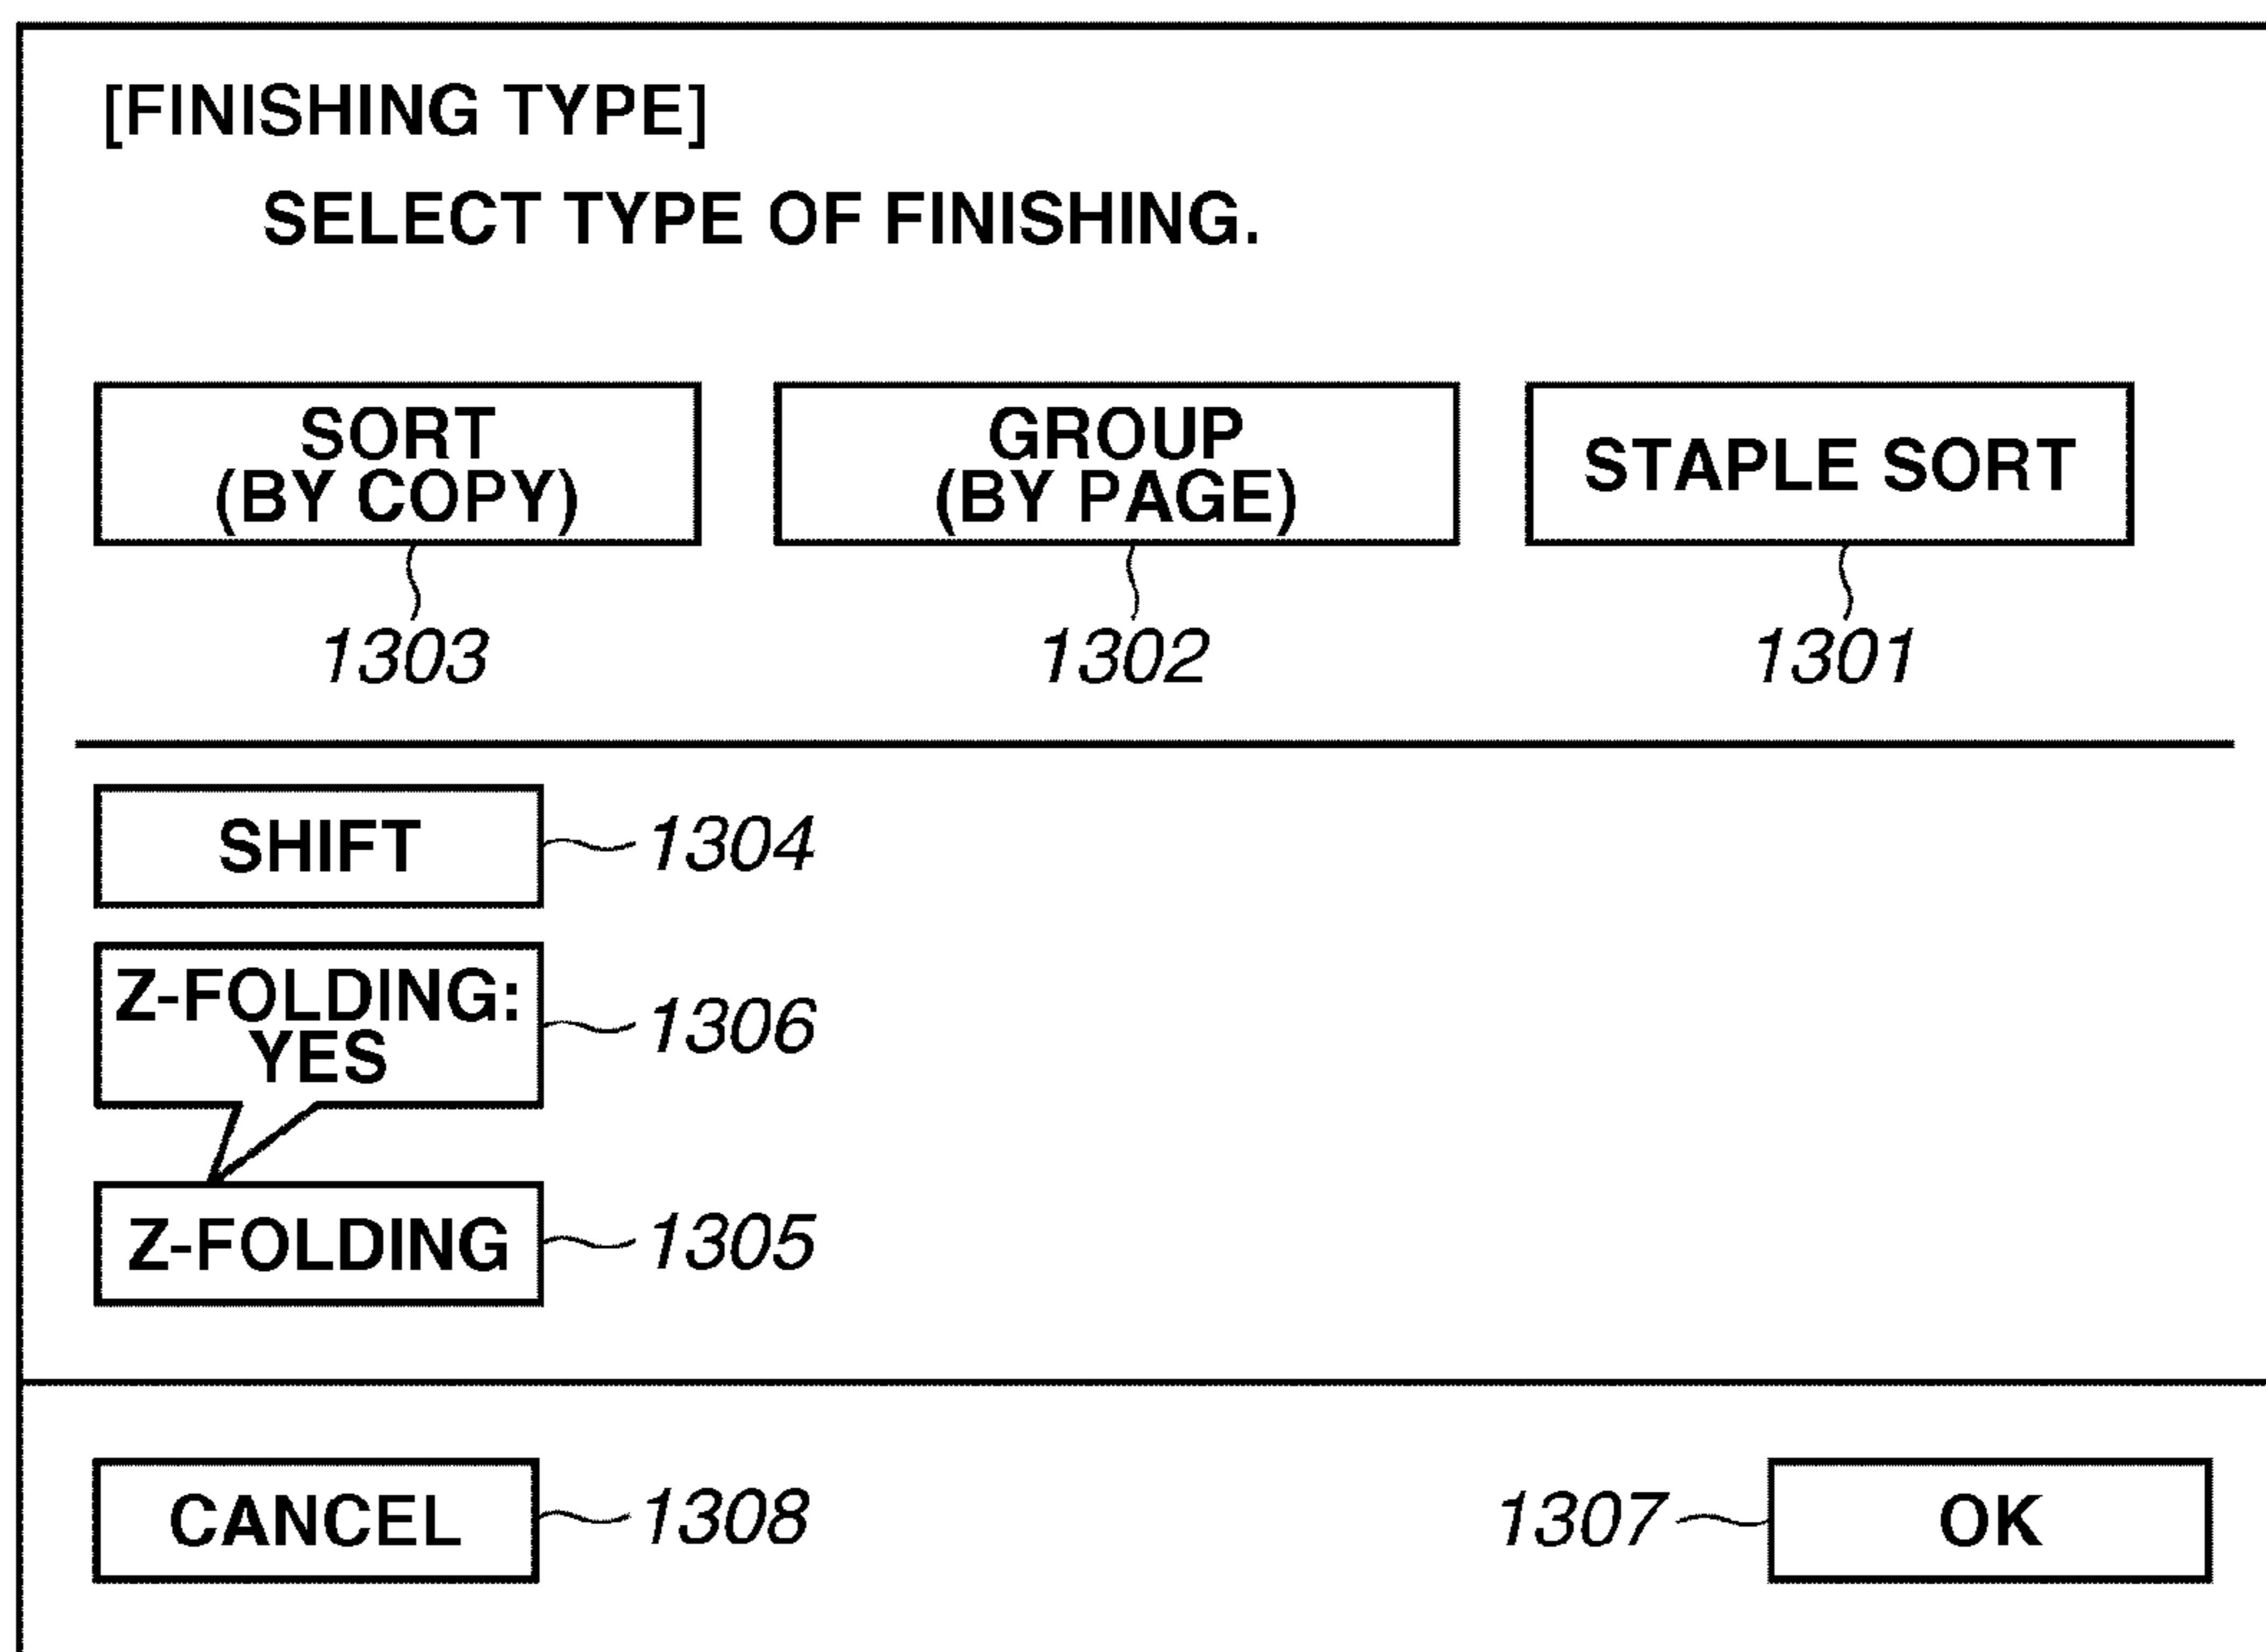 [FINISHING TYPE]
SELECT TYPE OF FINISHING.
SORT
(BY COPY)
GROUP
(BY PAGE)
STAPLE SORT
1303
1302
1301
SHIFT
1304
Z-FOLDING:
YES
1306
Z-FOLDING
1305
CANCEL
1308
1307
OK